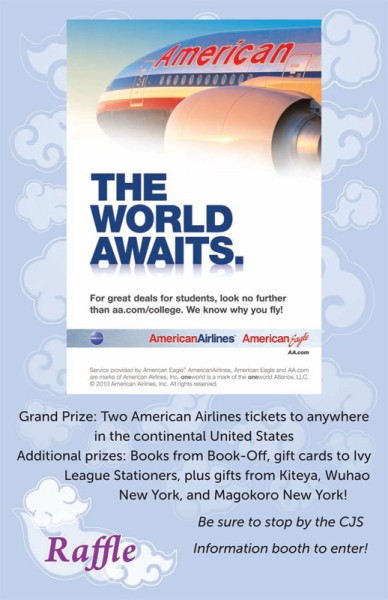 American
THE
WORLD
AWAITS.
For great deals for students, look no further
than aa.com/college. We know why you fly!
AmericanAirlines® American Eagle
AA.com
Service provided by American Eagle®. AmericanAirlines, American Eagle and AA.com
are marks of American Airlines, Inc. oneworld is a mark of the oneworld Alliance, LLC.
© 2010 American Airlines, Inc. All rights reserved.
Grand Prize: Two American Airlines tickets to anywhere
in the continental United States
Additional prizes: Books from Book-Off, gift cards to Ivy
League Stationers, plus gifts from Kiteya, Wuhao
New York, and Magokoro New York!
Be sure to stop by the CJS
Raffle
Information booth to enter!